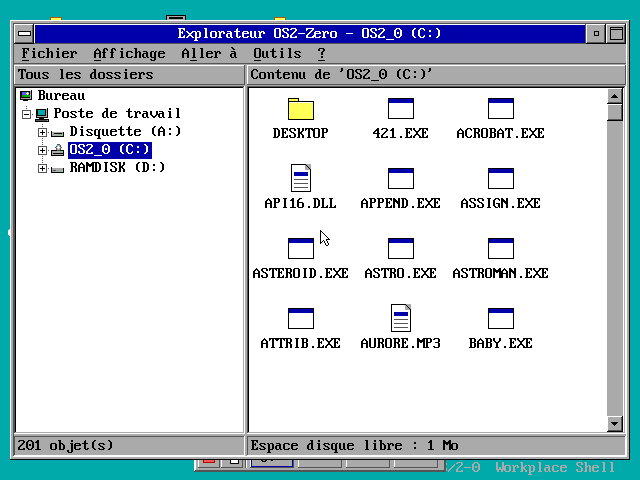 Explorateur OS2-Zero - OS2_0 (C:)
Fichier Affichage Aller à Outils ?
Tous les dossiers
Contenu de 'OS2_0 (C:)'
Bureau
Poste de travail
Disquette (A:)
OS2_0 (C:)
RAMDISK (D:)
DESKTOP 421.EXE ACROBAT.EXE
API16.DLL APPEND.EXE ASSIGN.EXE
ASTEROID.EXE ASTRO.EXE ASTROMAN.EXE
ATTRIB.EXE AURORE.MP3 BABY.EXE
201 objet(s)
Espace disque libre : 1 Mo
/2-0 Workplace Shell